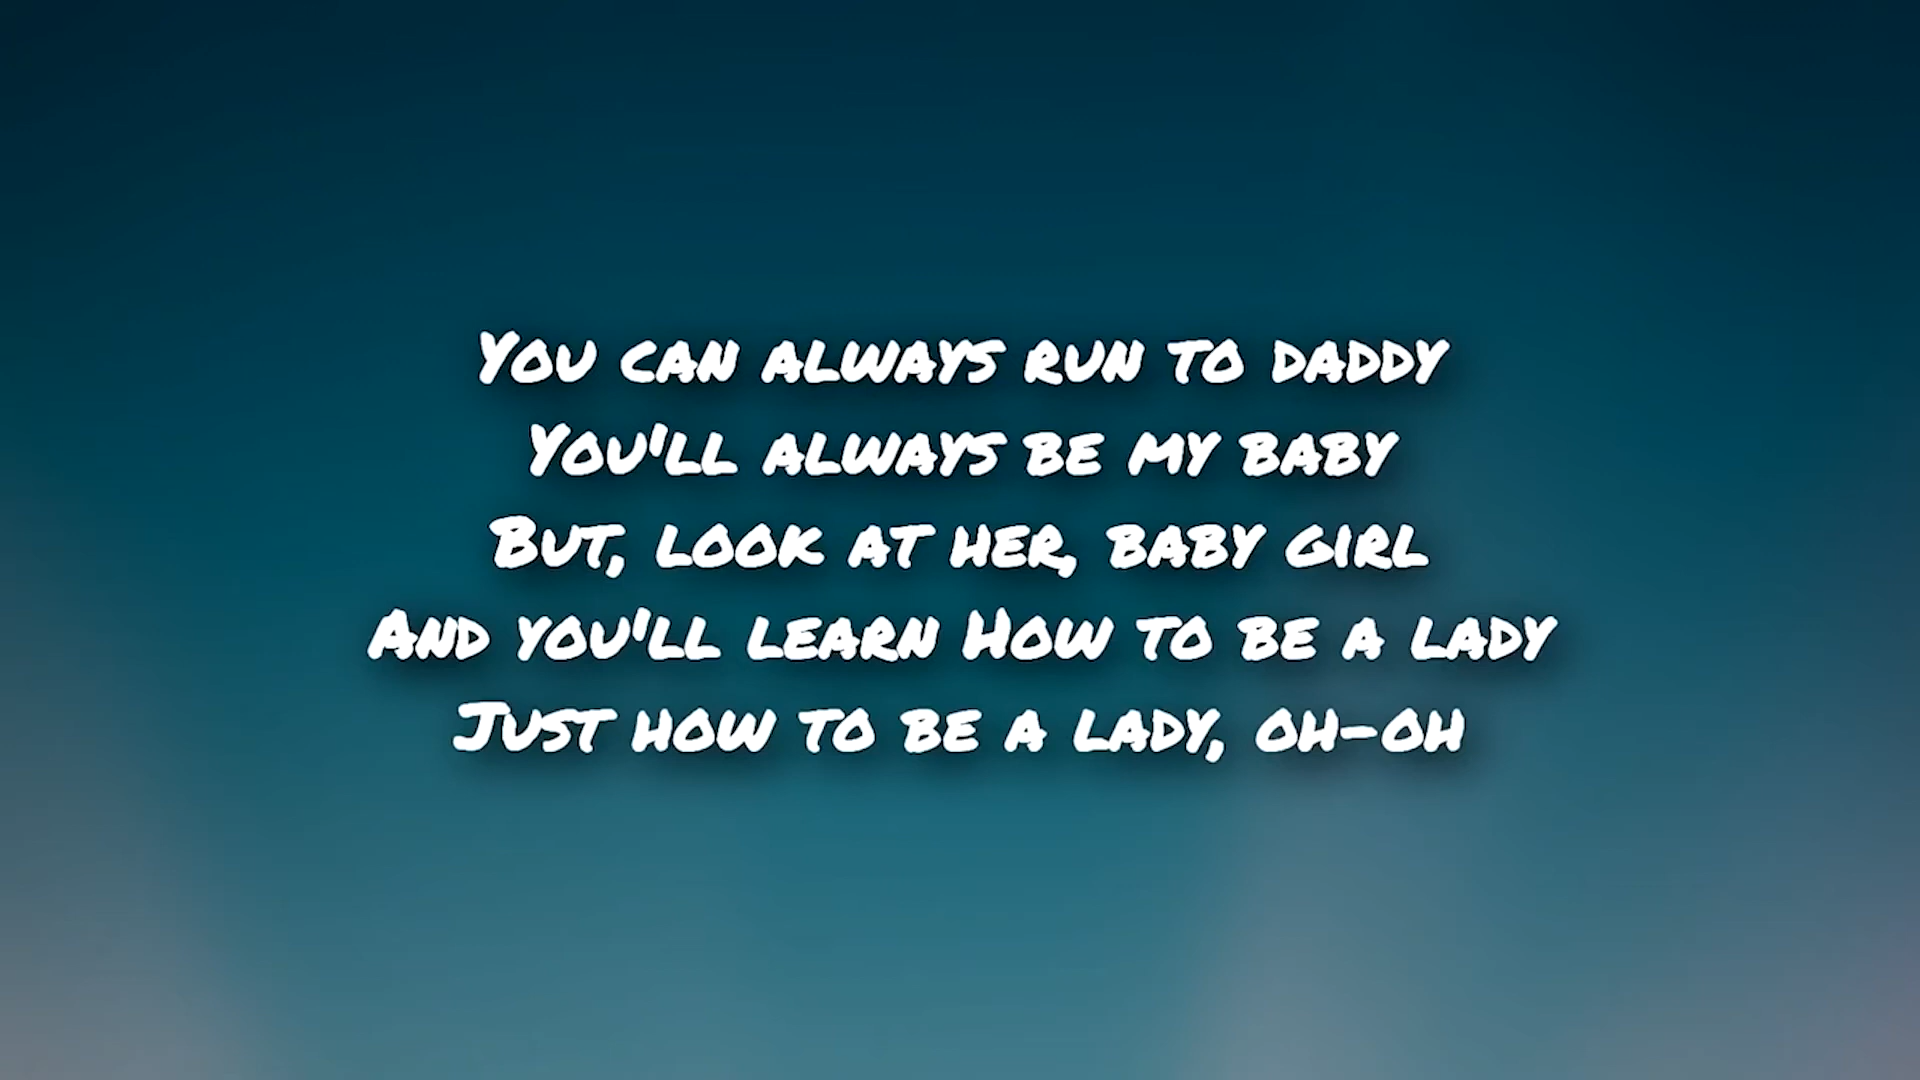 You can always run to daddy
You'll always be my baby
But, look at her, baby girl
And you'll learn How to be a lady
Just how to be a lady, oh-oh